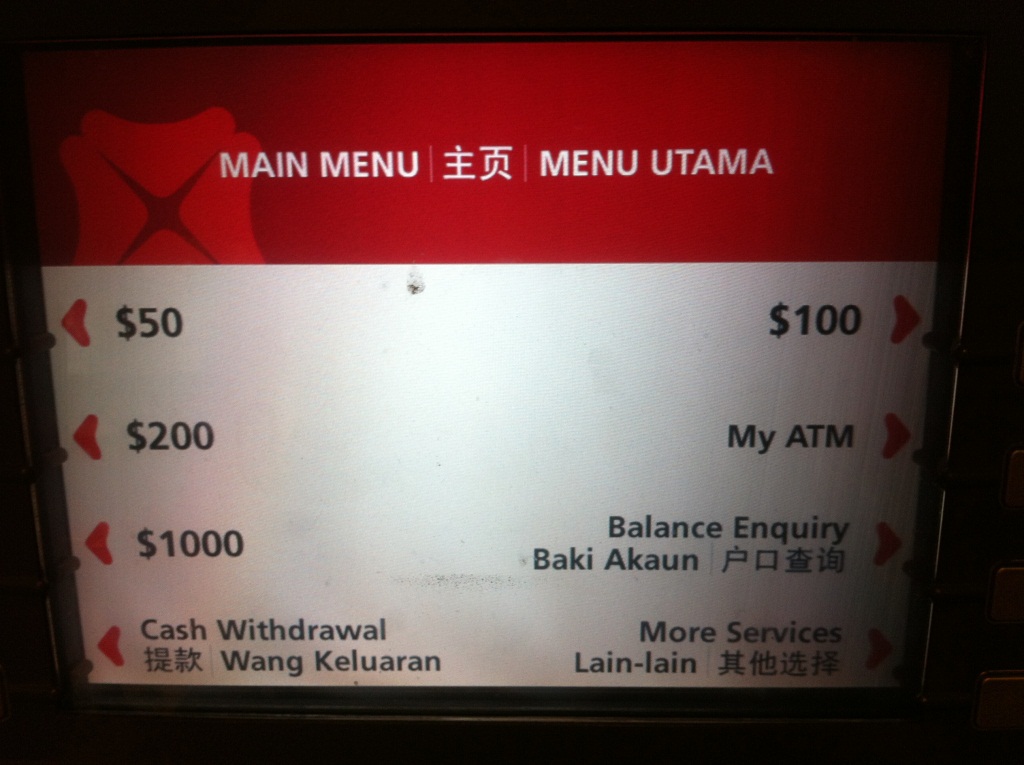 MAIN MENU | 主页 | MENU UTAMA
$50
$100
$200
My ATM
$1000
Balance Enquiry
Baki Akaun | 户口查询
Cash Withdrawal
提款 | Wang Keluaran
More Services
Lain-lain | 其他选择